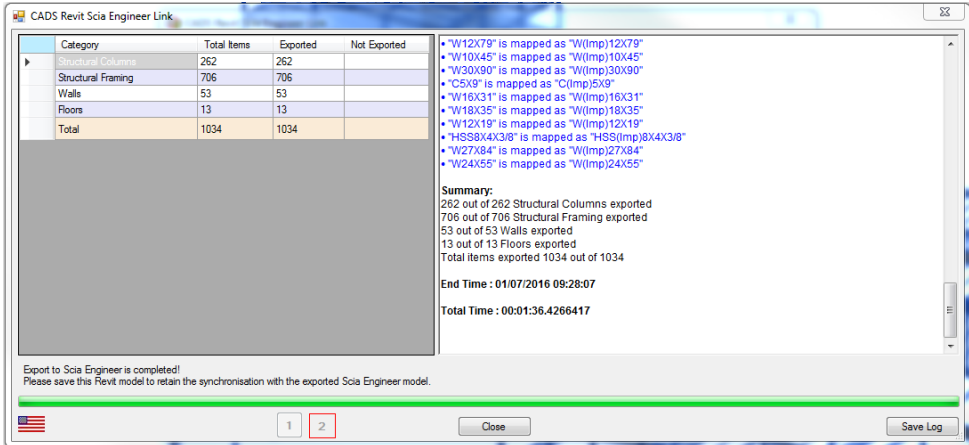 CADS Revit Scia Engineer Link
Category Total Items Exported Not Exported
Structural Columns 262 262
Structural Framing 706 706
Walls 53 53
Floors 13 13
Total 1034 1034
• "W12X79" is mapped as "W(Imp)12X79"
• "W10X45" is mapped as "W(Imp)10X45"
• "W30X90" is mapped as "W(Imp)30X90"
• "C5X9" is mapped as "C(Imp)5X9"
• "W16X31" is mapped as "W(Imp)16X31"
• "W18X35" is mapped as "W(Imp)18X35"
• "W12X19" is mapped as "W(Imp)12X19"
• "HSS8X4X3/8" is mapped as "HSS(Imp)8X4X3/8"
• "W27X84" is mapped as "W(Imp)27X84"
• "W24X55" is mapped as "W(Imp)24X55"
Summary:
262 out of 262 Structural Columns exported
706 out of 706 Structural Framing exported
53 out of 53 Walls exported
13 out of 13 Floors exported
Total items exported 1034 out of 1034
End Time : 01/07/2016 09:28:07
Total Time : 00:01:36.4266417
Export to Scia Engineer is completed!
Please save this Revit model to retain the synchronisation with the exported Scia Engineer model.
1 2 Close Save Log